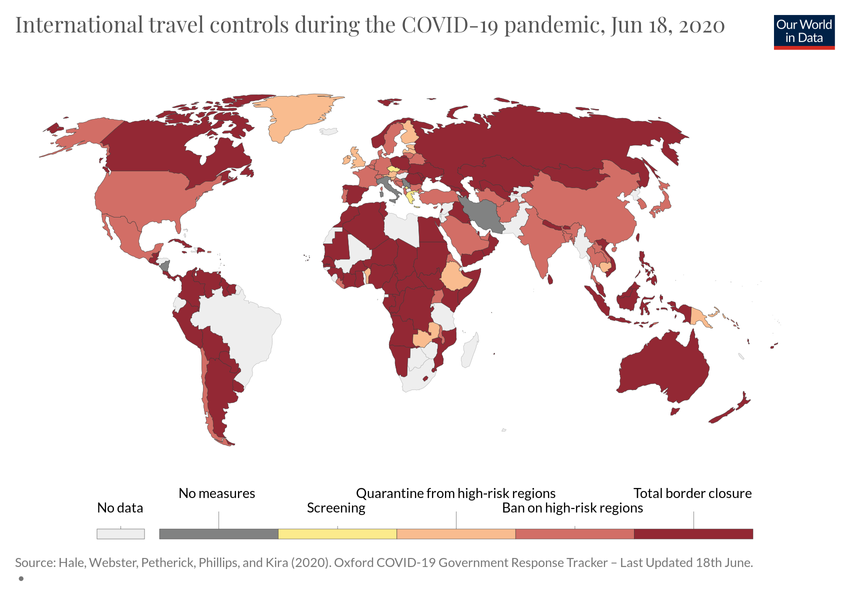 International travel controls during the COVID-19 pandemic, Jun 18, 2020
Our World
in Data
No measures
Quarantine from high-risk regions
Total border closure
No data
Screening
Ban on high-risk regions
Source: Hale, Webster, Petherick, Phillips, and Kira (2020). Oxford COVID-19 Government Response Tracker – Last Updated 18th June.